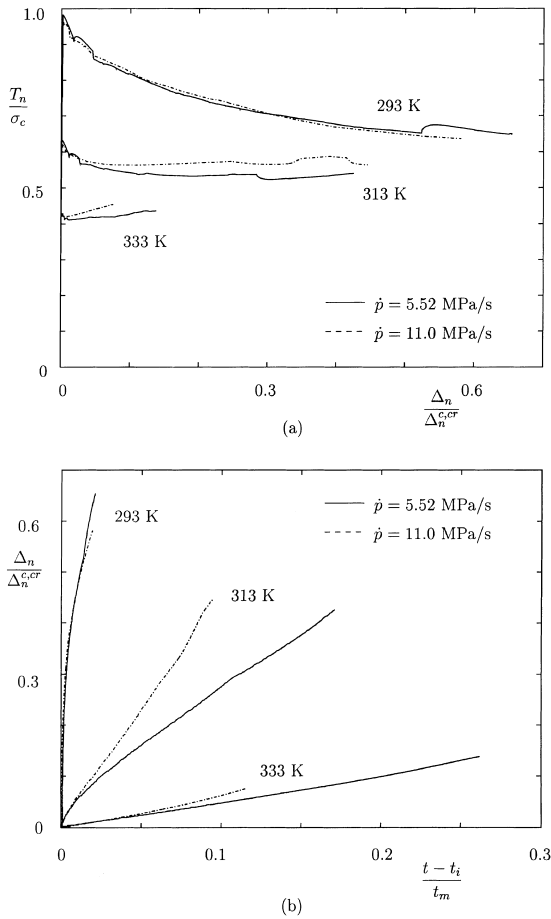 1.0
T_n / σ_c
293 K
0.5
313 K
333 K
ṗ = 5.52 MPa/s
ṗ = 11.0 MPa/s
0
0 0.3 0.6
Δ_n / Δ_n^{c,cr}
(a)
0.6
293 K
ṗ = 5.52 MPa/s
ṗ = 11.0 MPa/s
Δ_n / Δ_n^{c,cr}
313 K
0.3
333 K
0
0 0.1 0.2 0.3
t − t_i / t_m
(b)